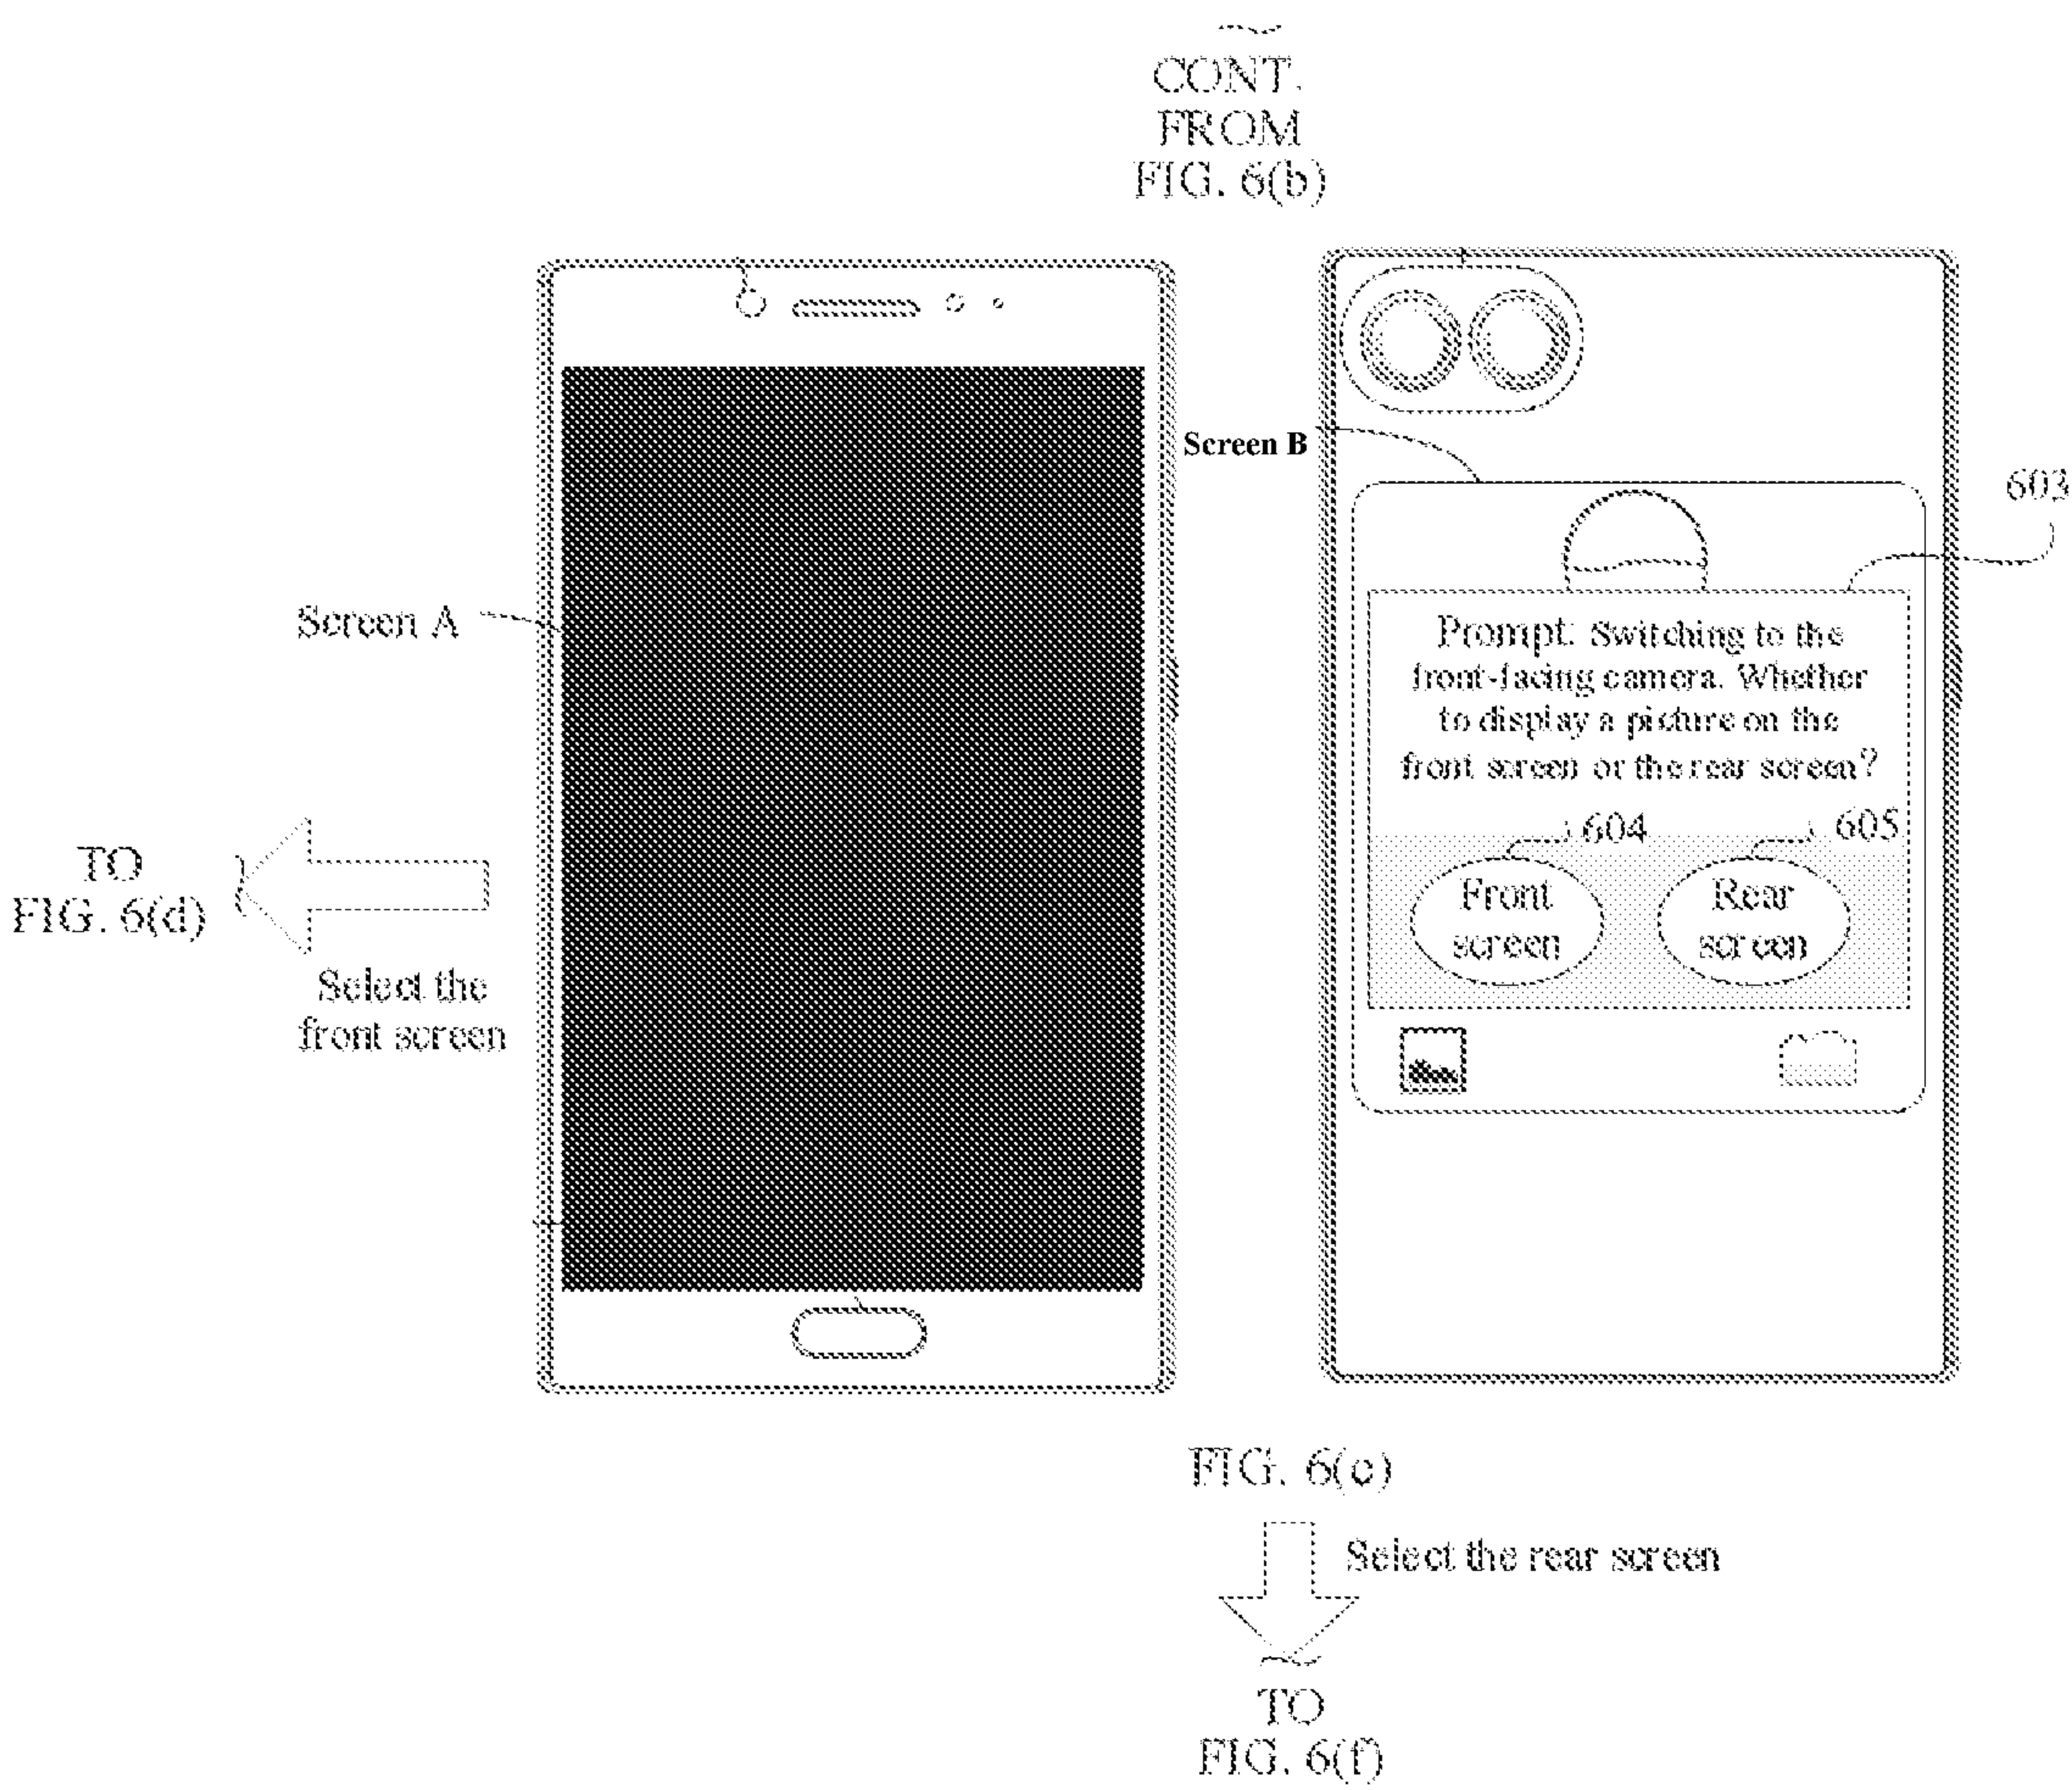 CONT.
FROM
FIG. 6(b)
Screen B
603
Screen A
Prompt: Switching to the
front-facing camera. Whether
to display a picture on the
front screen or the rear screen?
604
605
Front
screen
Rear
screen
TO
FIG. 6(d)
Select the
front screen
FIG. 6(c)
Select the rear screen
TO
FIG. 6(f)